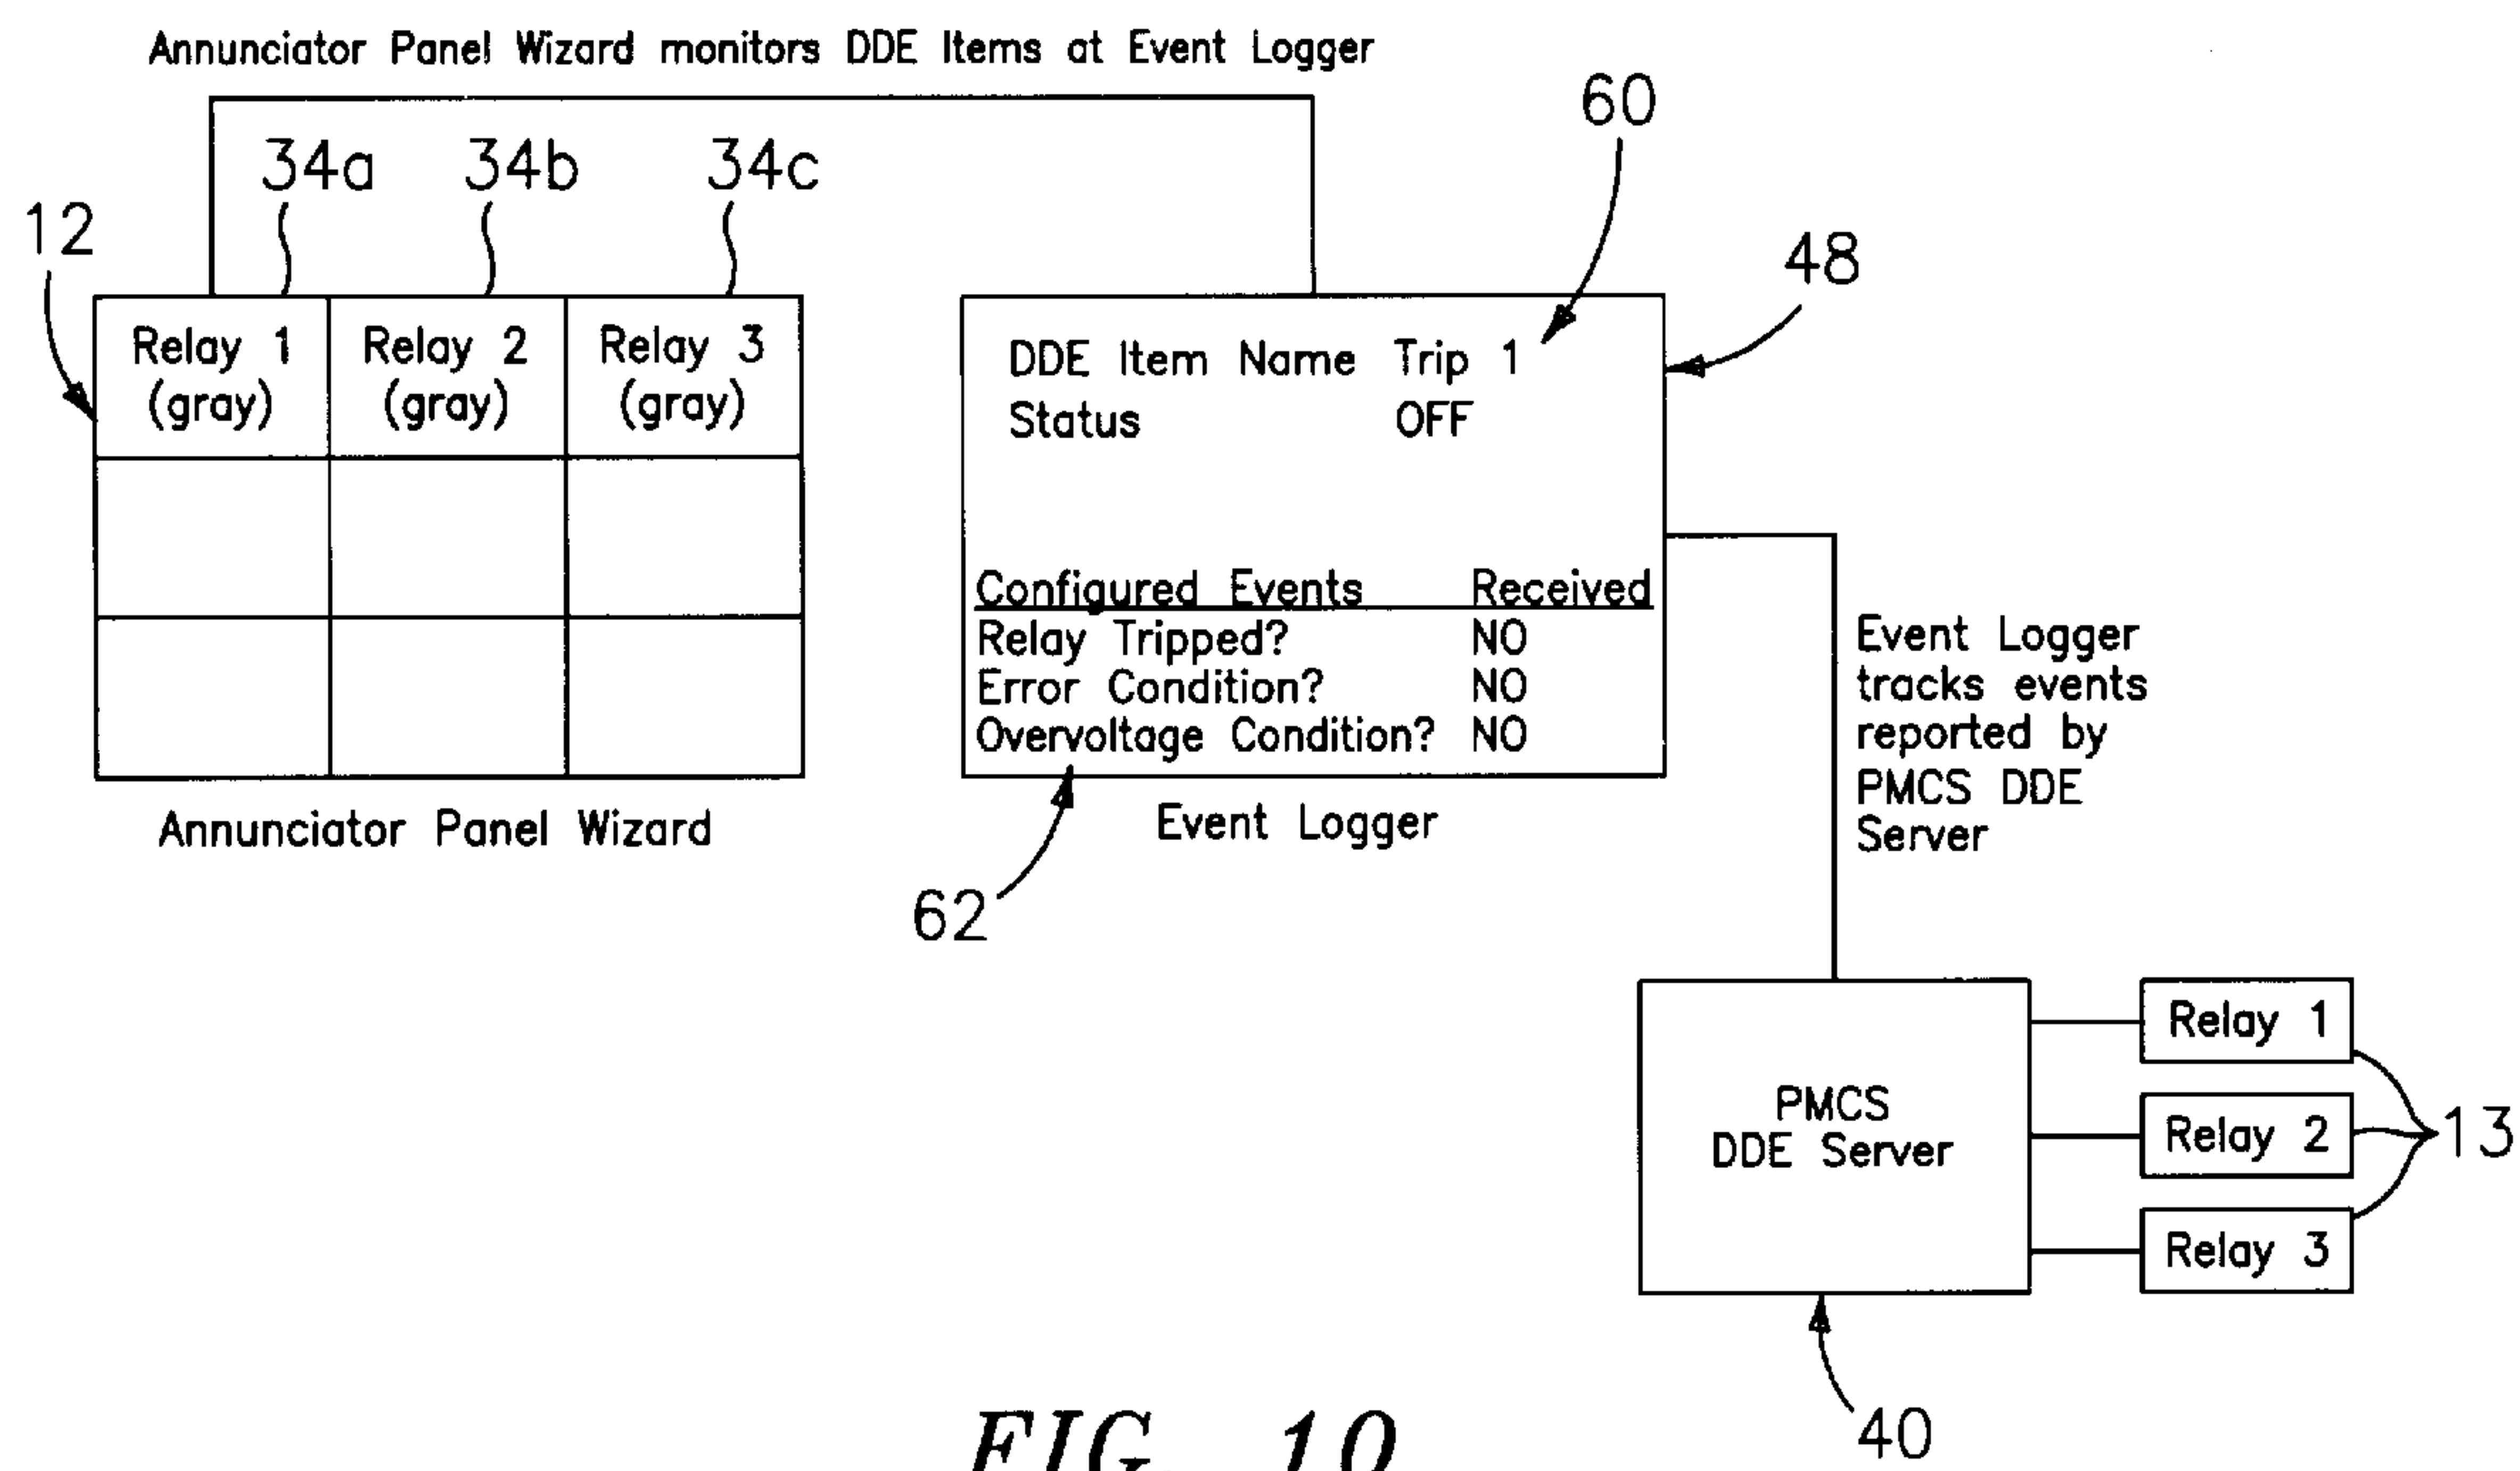 Annunciator Panel Wizard monitors DDE Items at Event Logger
60
34a 34b 34c
12
48
Relay 1 (gray)
Relay 2 (gray)
Relay 3 (gray)
DDE Item Name Trip 1
Status OFF
Configured Events Received
Relay Tripped? NO
Error Condition? NO
Overvoltage Condition? NO
Annunciator Panel Wizard
Event Logger
62
Event Logger
tracks events
reported by
PMCS DDE
Server
PMCS
DDE Server
Relay 1
Relay 2
Relay 3
13
40
FIG. 10